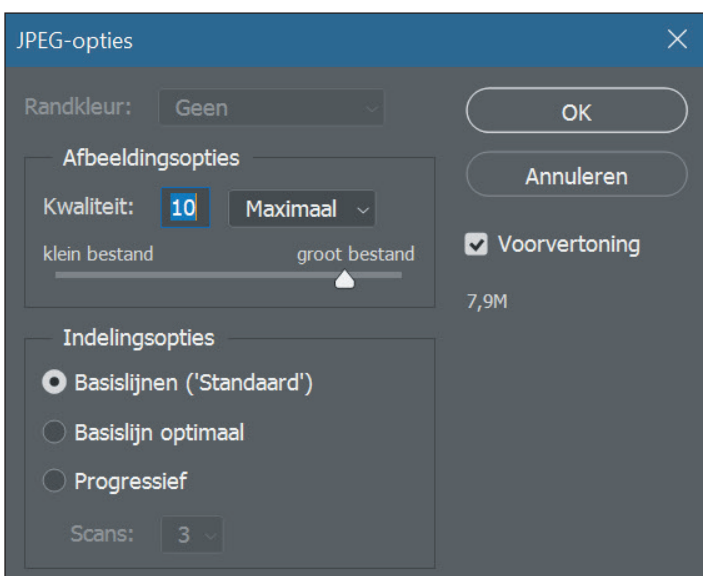 JPEG-opties
Randkleur: Geen
OK
Afbeeldingsopties
Annuleren
Kwaliteit: 10 Maximaal
Voorvertoning
klein bestand groot bestand
7,9M
Indelingsopties
Basislijnen ('Standaard')
Basislijn optimaal
Progressief
Scans: 3